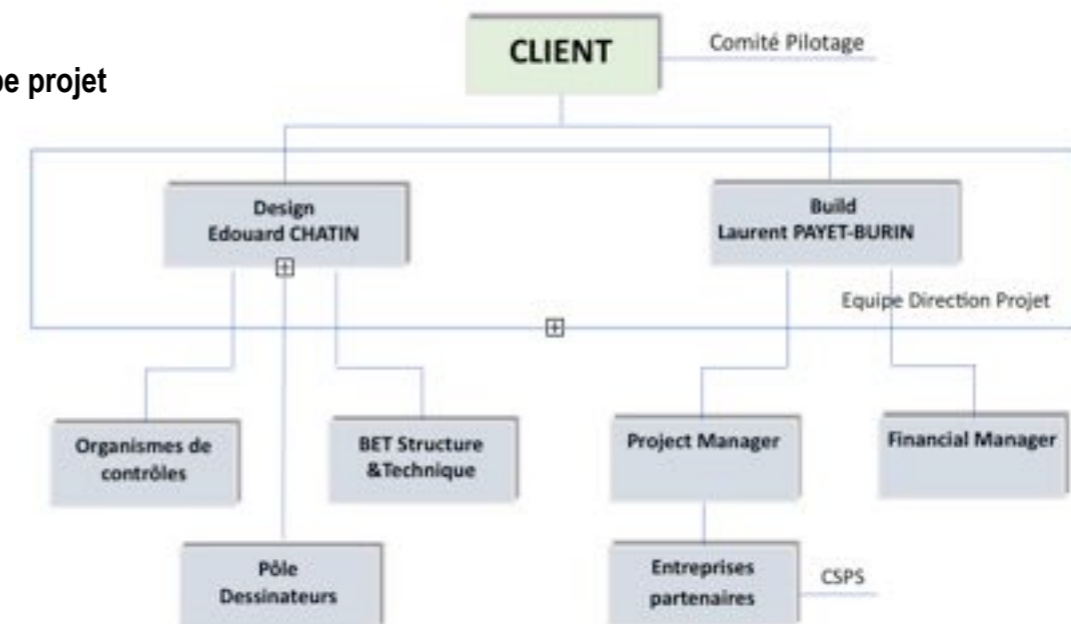 CLIENT
Comité Pilotage
pe projet
Design
Edouard CHATIN
Build
Laurent PAYET-BURIN
Equipe Direction Projet
Organismes de
contrôles
BET Structure
&Technique
Project Manager
Financial Manager
Pôle
Dessinateurs
Entreprises
partenaires
CSPS